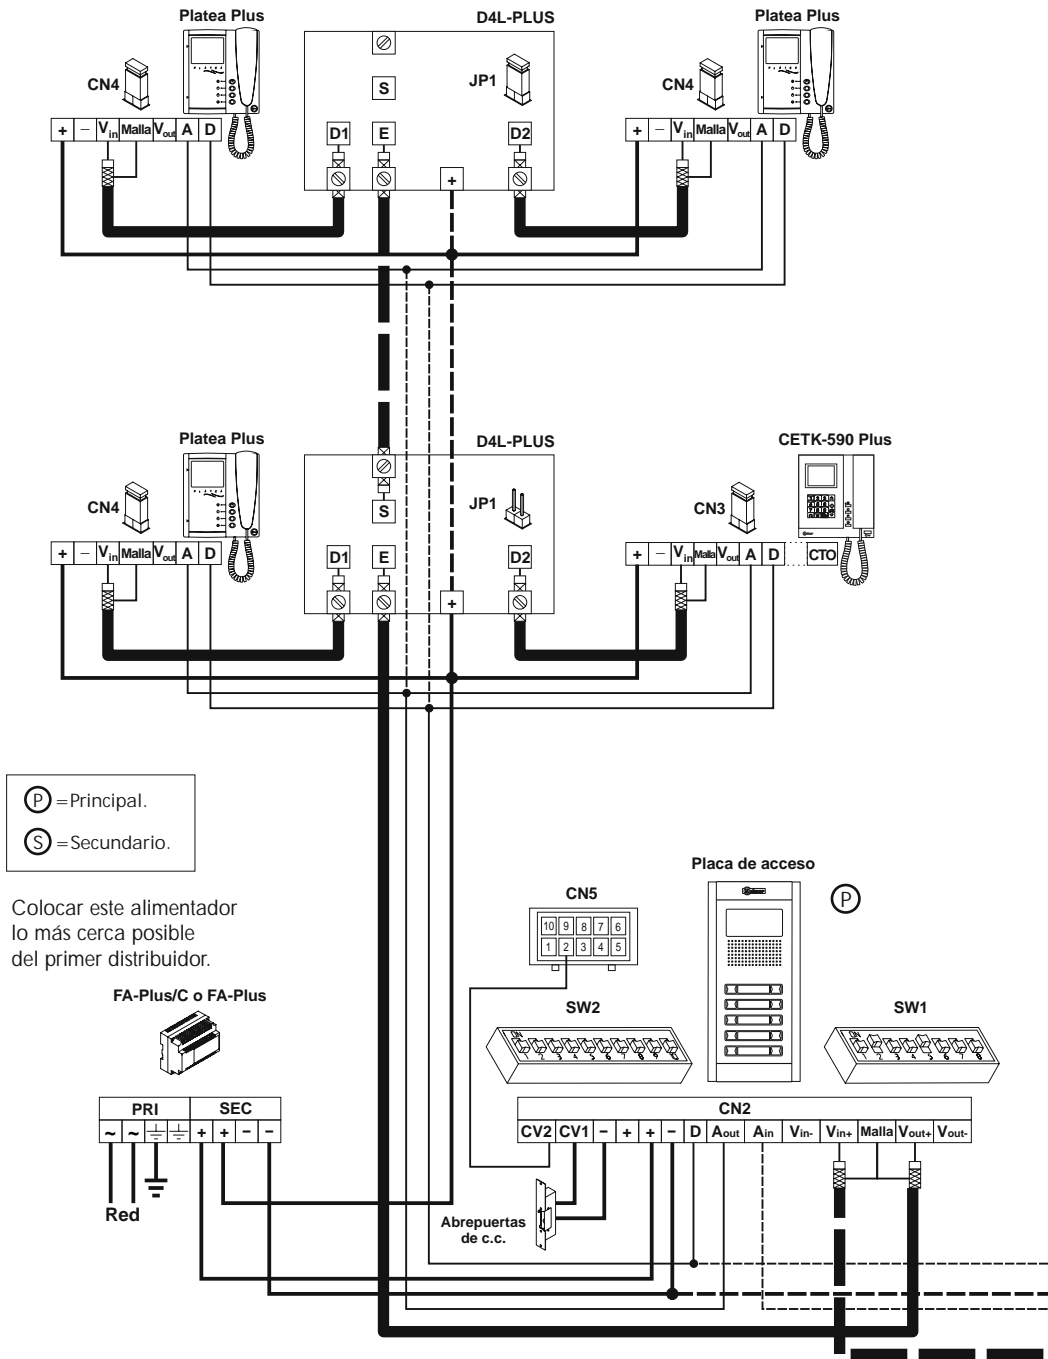 Platea Plus
D4L-PLUS
Platea Plus
CN4
S
JP1
CN4
+ – Vin Malla Vout A D
D1 E D2
+ – Vin Malla Vout A D
+
Platea Plus
D4L-PLUS
CETK-590 Plus
CN4
S
JP1
CN3
+ – Vin Malla Vout A D
D1 E D2
+ – Vin Malla Vout A D CTO
+
P =Principal.
S =Secundario.
Placa de acceso
P
Colocar este alimentador
lo más cerca posible
del primer distribuidor.
CN5
10 9 8 7 6
1 2 3 4 5
FA-Plus/C o FA-Plus
SW2
SW1
PRI SEC
~ ~ + + – –
CN2
CV2 CV1 – + + – D Aout Ain Vin- Vin+ Malla Vout+ Vout-
Red
Abrepuertas
de c.c.